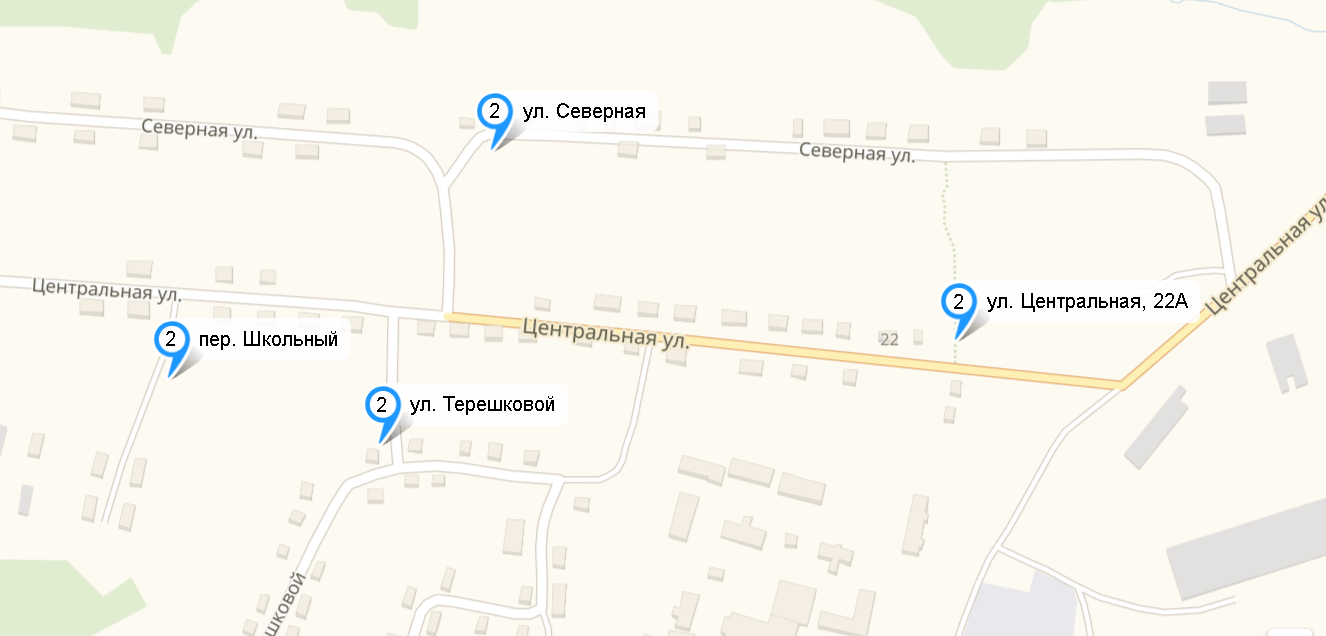 2 ул. Северная
Северная ул.
Северная ул.
Центральная ул.
Центральная ул.
2 ул. Центральная, 22А
2 пер. Школьный
Центральная ул.
22
2 ул. Терешковой
шковой